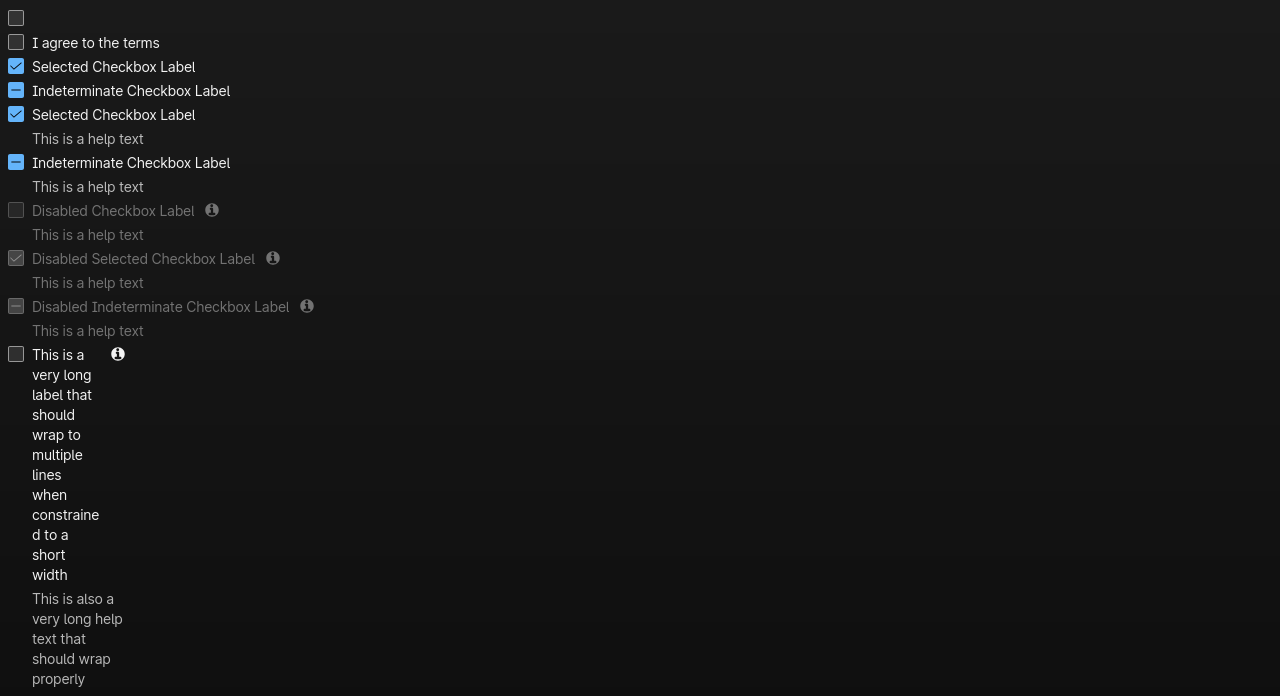 I agree to the terms
Selected Checkbox Label
Indeterminate Checkbox Label
Selected Checkbox Label
This is a help text
Indeterminate Checkbox Label
This is a help text
Disabled Checkbox Label
This is a help text
Disabled Selected Checkbox Label
This is a help text
Disabled Indeterminate Checkbox Label
This is a help text
This is a
very long
label that
should
wrap to
multiple
lines
when
constraine
d to a
short
width
This is also a
very long help
text that
should wrap
properly